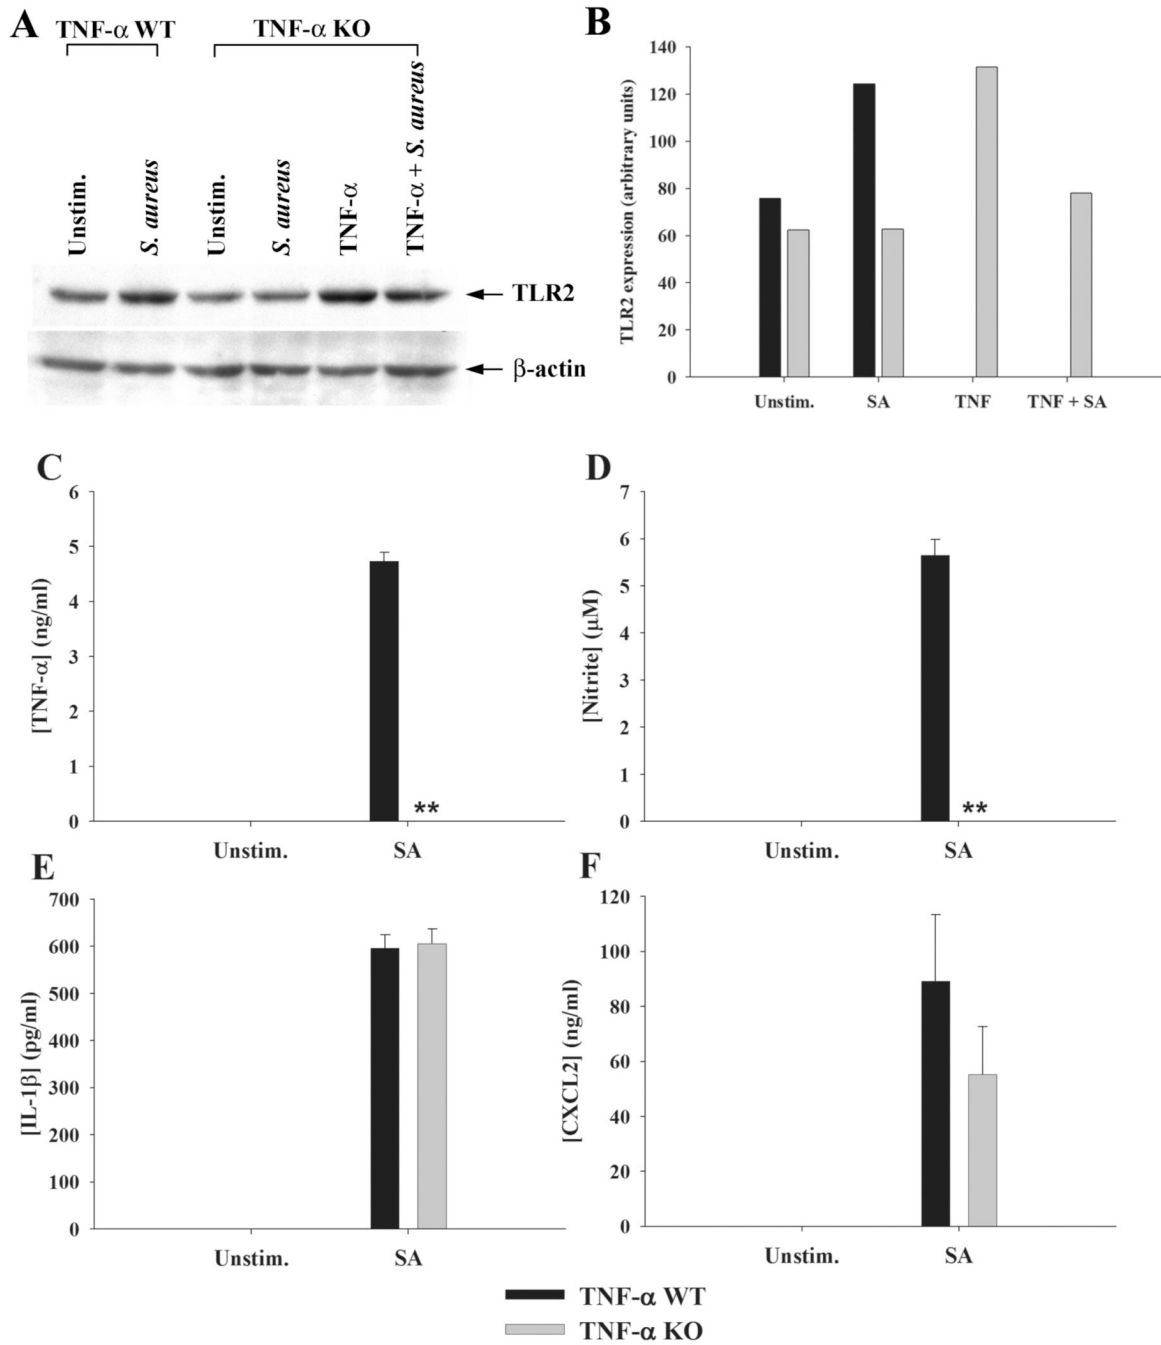 A
TNF-α WT
TNF-α KO
Unstim.
S. aureus
Unstim.
S. aureus
TNF-α
TNF-α + S. aureus
TLR2
β-actin
B
TLR2 expression (arbitrary units)
140
120
100
80
60
40
20
0
Unstim.
SA
TNF
TNF + SA
C
[TNF-α] (ng/ml)
6
5
4
3
2
1
0
**
Unstim.
SA
D
[Nitrite] (μM)
7
6
5
4
3
2
1
0
**
Unstim.
SA
E
[IL-1β] (pg/ml)
700
600
500
400
300
200
100
0
Unstim.
SA
F
[CXCL2] (ng/ml)
120
100
80
60
40
20
0
Unstim.
SA
TNF-α WT
TNF-α KO